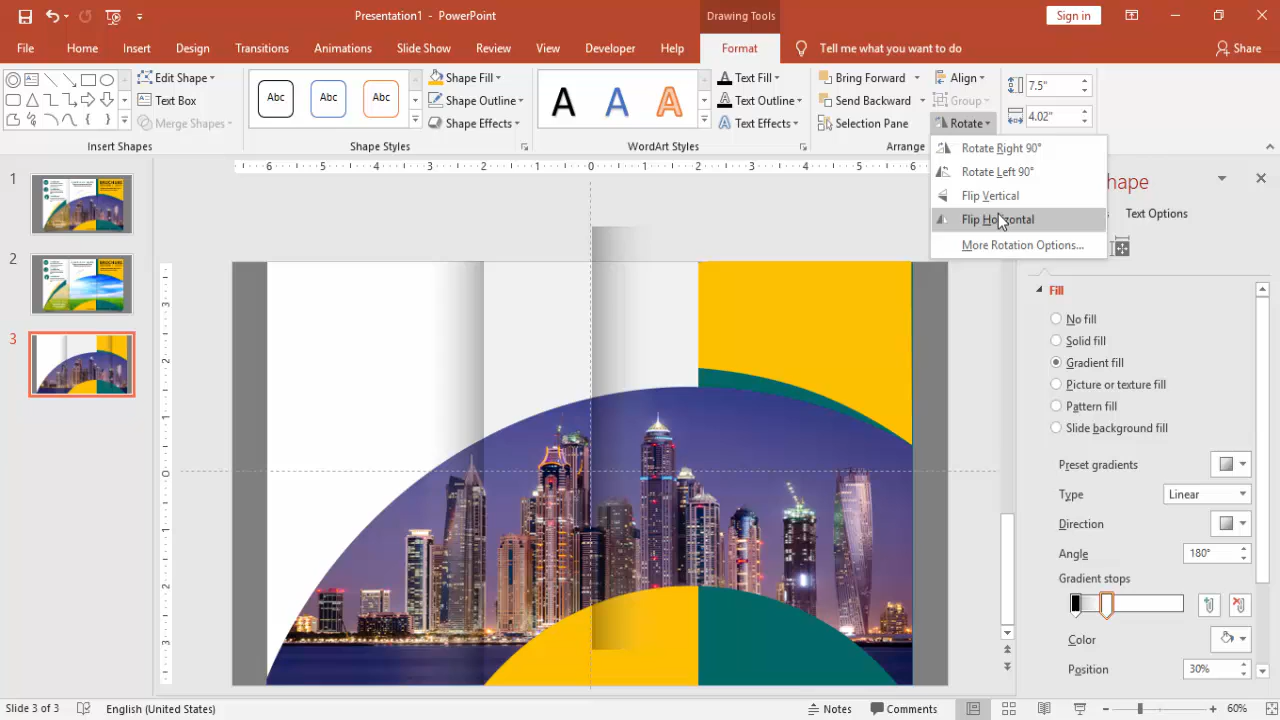 Presentation1 - PowerPoint
Drawing Tools
Sign in
File
Home
Insert
Design
Transitions
Animations
Slide Show
Review
View
Developer
Help
Format
Tell me what you want to do
Share
Edit Shape
Text Box
Merge Shapes
Insert Shapes
Abc
Abc
Abc
Shape Fill
Shape Outline
Shape Effects
Shape Styles
A A A
Text Fill
Text Outline
Text Effects
WordArt Styles
Bring Forward
Send Backward
Selection Pane
Align
Group
Rotate
Arrange
7.5"
4.02"
Rotate Right 90°
Rotate Left 90°
Flip Vertical
Flip Horizontal
More Rotation Options...
Text Options
Fill
No fill
Solid fill
Gradient fill
Picture or texture fill
Pattern fill
Slide background fill
Preset gradients
Type
Linear
Direction
Angle
180°
Gradient stops
Color
Position
30%
1
2
3
Slide 3 of 3
English (United States)
Notes
Comments
60%